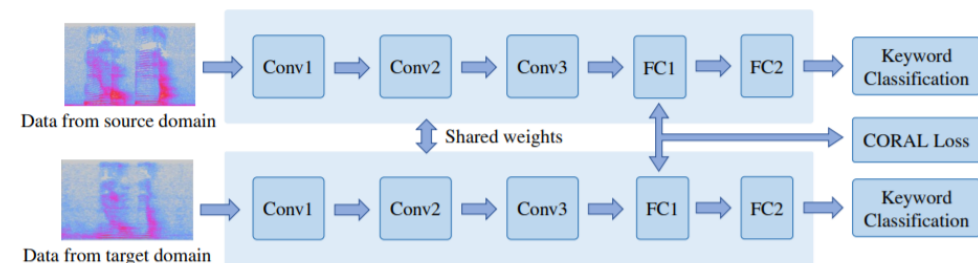 Conv1
Conv2
Conv3
FC1
FC2
Keyword
Classification
Data from source domain
Shared weights
CORAL Loss
Conv1
Conv2
Conv3
FC1
FC2
Keyword
Classification
Data from target domain